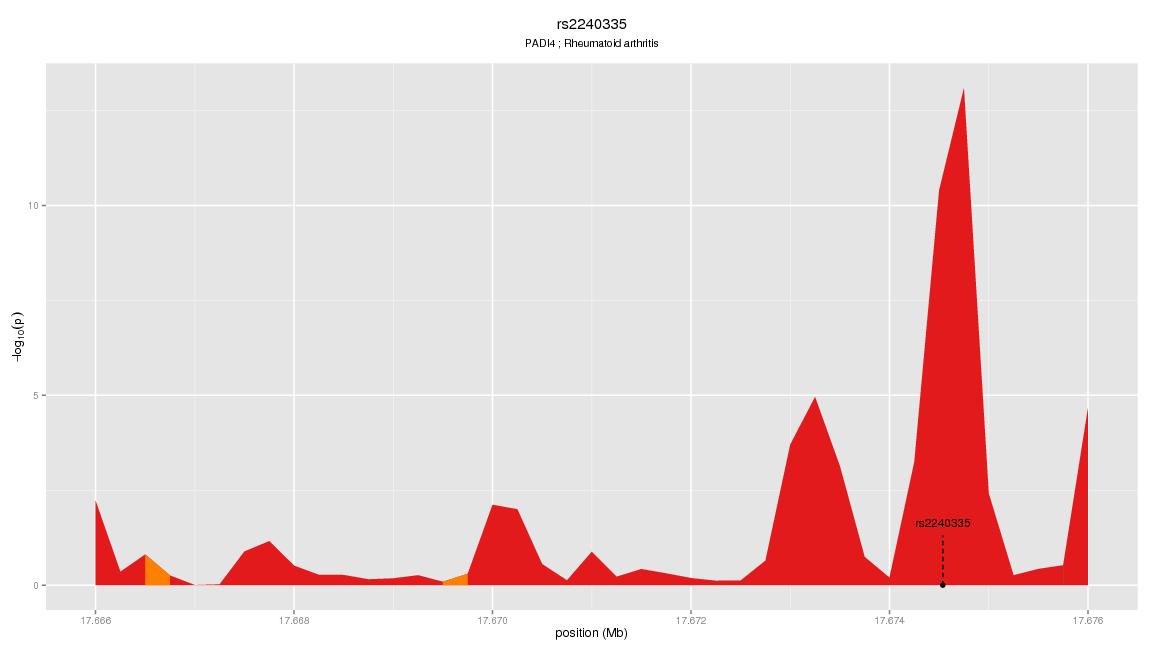 rs2240335
PADI4 ; Rheumatoid arthritis
−log10(p)
10
5
0
rs2240335
17.666 17.668 17.670 17.672 17.674 17.676
position (Mb)